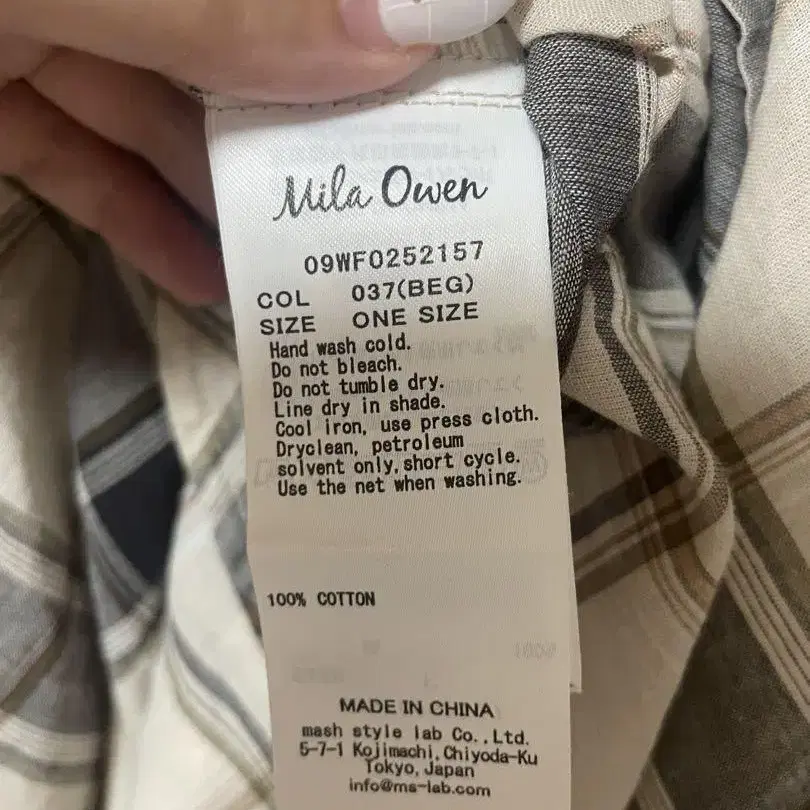 Mila Owen
09WF0252157
COL 037(BEG)
SIZE ONE SIZE
Hand wash cold.
Do not bleach.
Do not tumble dry.
Line dry in shade.
Cool iron, use press cloth.
Dryclean, petroleum
solvent only,short cycle.
Use the net when washing.
100% COTTON
MADE IN CHINA
mash style lab Co.,Ltd.
5-7-1 Kojimachi,Chiyoda-Ku
Tokyo,Japan
info@ms-lab.com